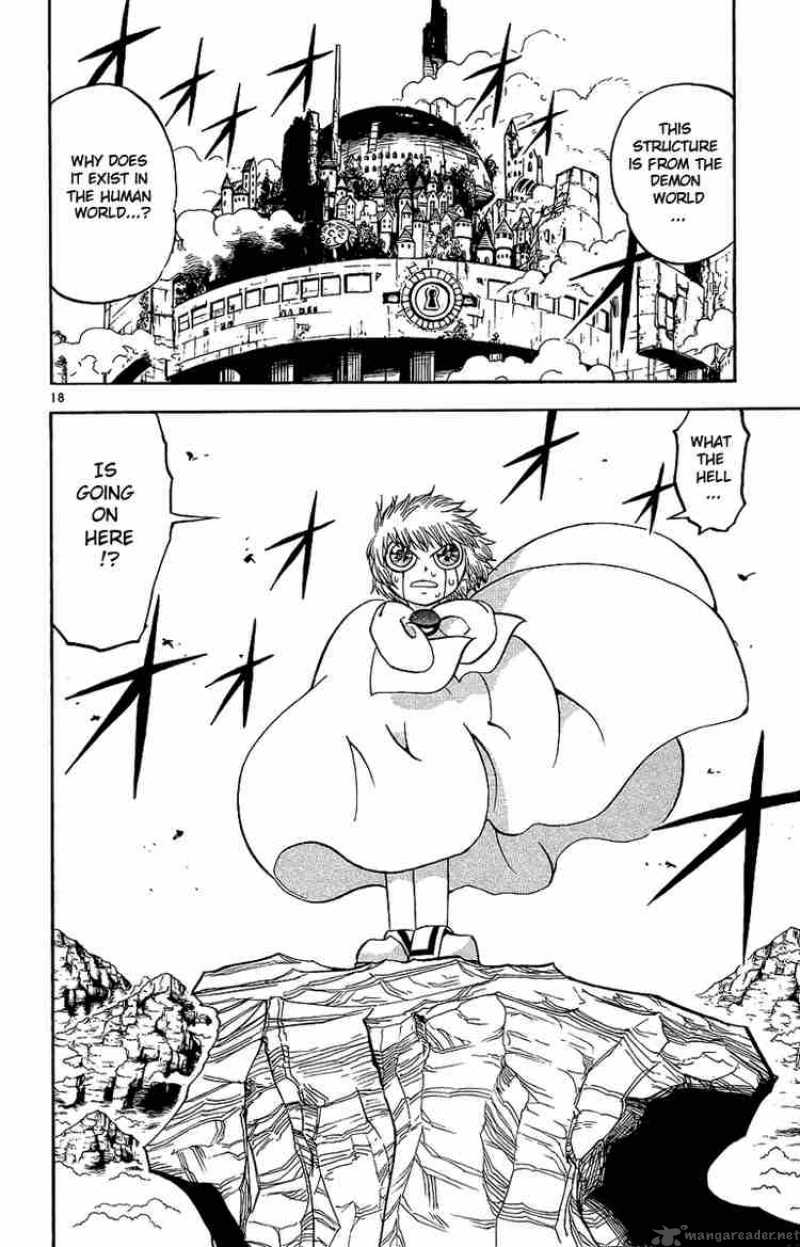 THIS
STRUCTURE
IS FROM THE
DEMON
WORLD
...
WHY DOES
IT EXIST IN
THE HUMAN
WORLD...?
18
WHAT
THE
HELL
...
IS
GOING
ON
HERE
!?
mangareader.net